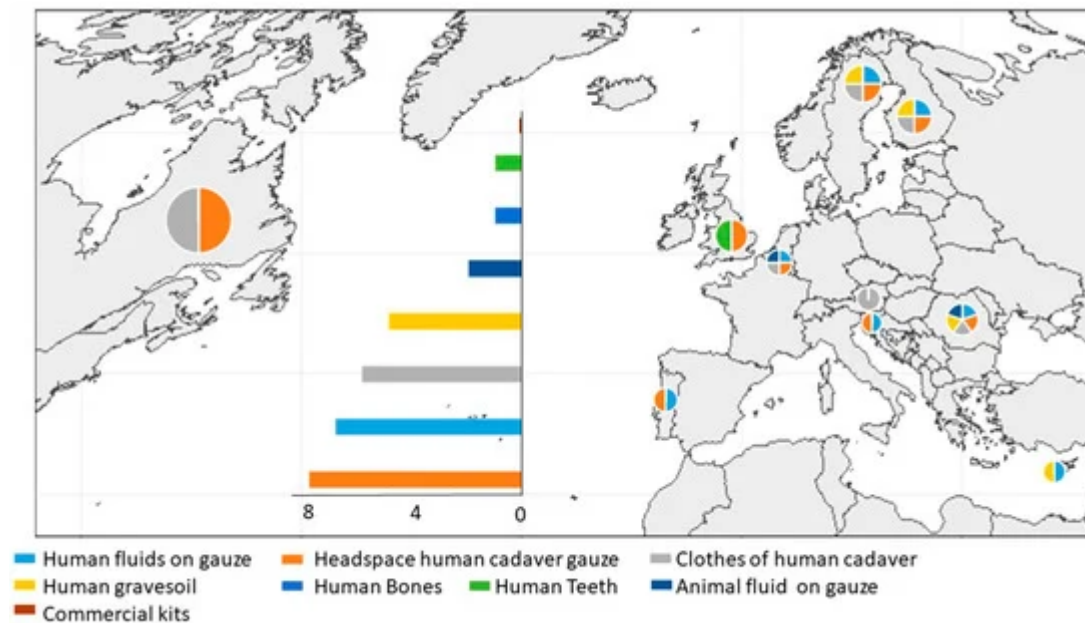 8 4 0
Human fluids on gauze Headspace human cadaver gauze Clothes of human cadaver
Human gravesoil Human Bones Human Teeth Animal fluid on gauze
Commercial kits